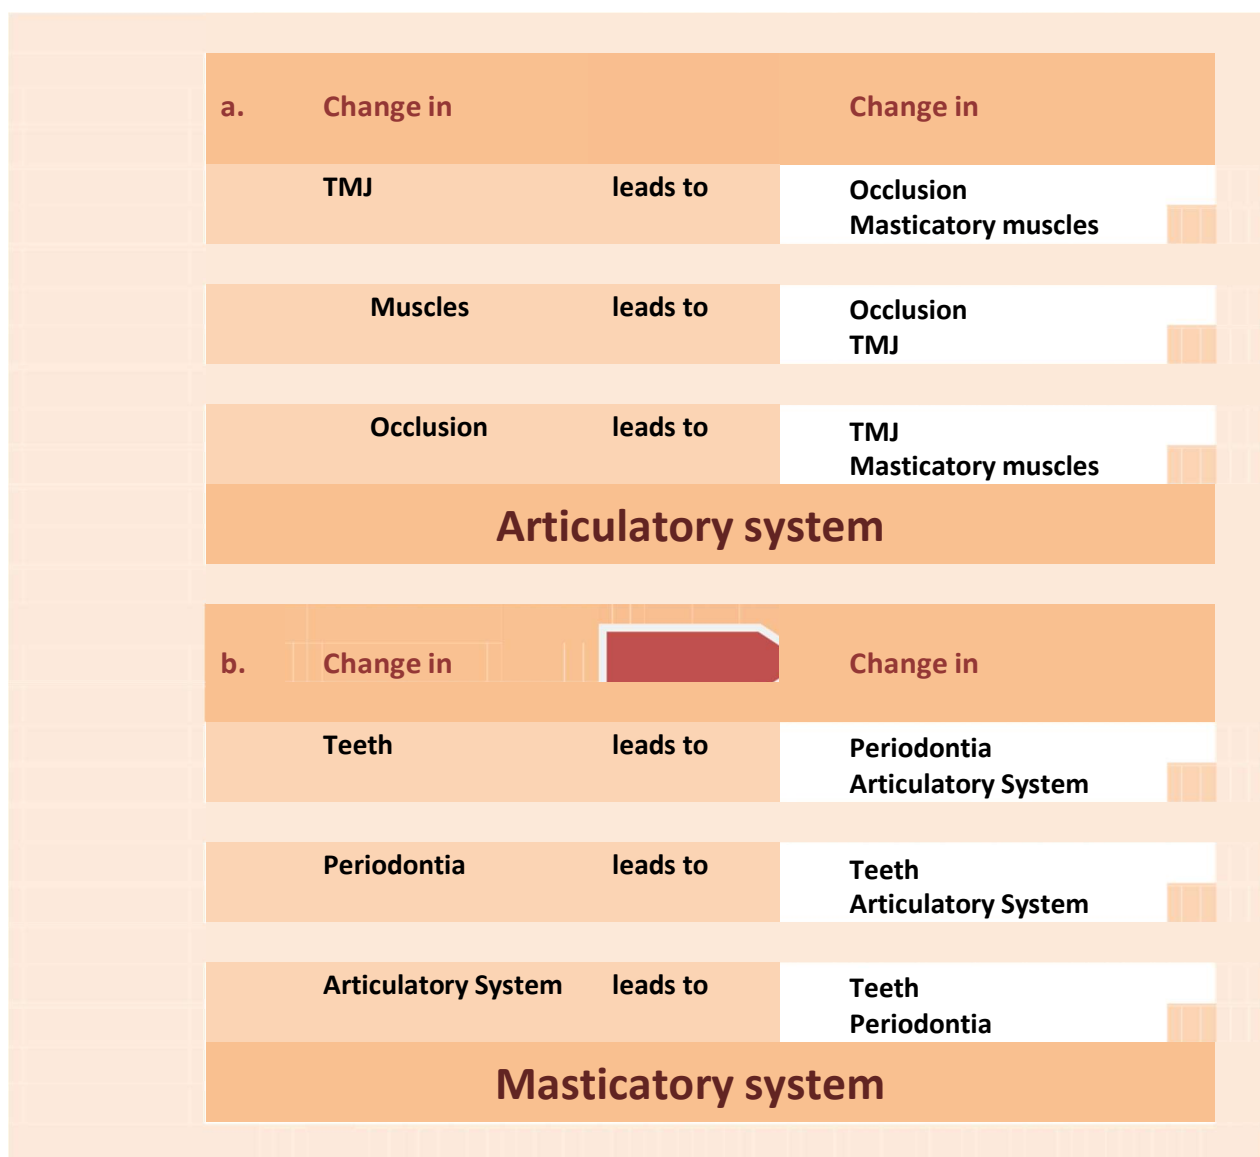 a. Change in Change in
TMJ leads to Occlusion
Masticatory muscles
Muscles leads to Occlusion
TMJ
Occlusion leads to TMJ
Masticatory muscles
Articulatory system
b. Change in Change in
Teeth leads to Periodontia
Articulatory System
Periodontia leads to Teeth
Articulatory System
Articulatory System leads to Teeth
Periodontia
Masticatory system